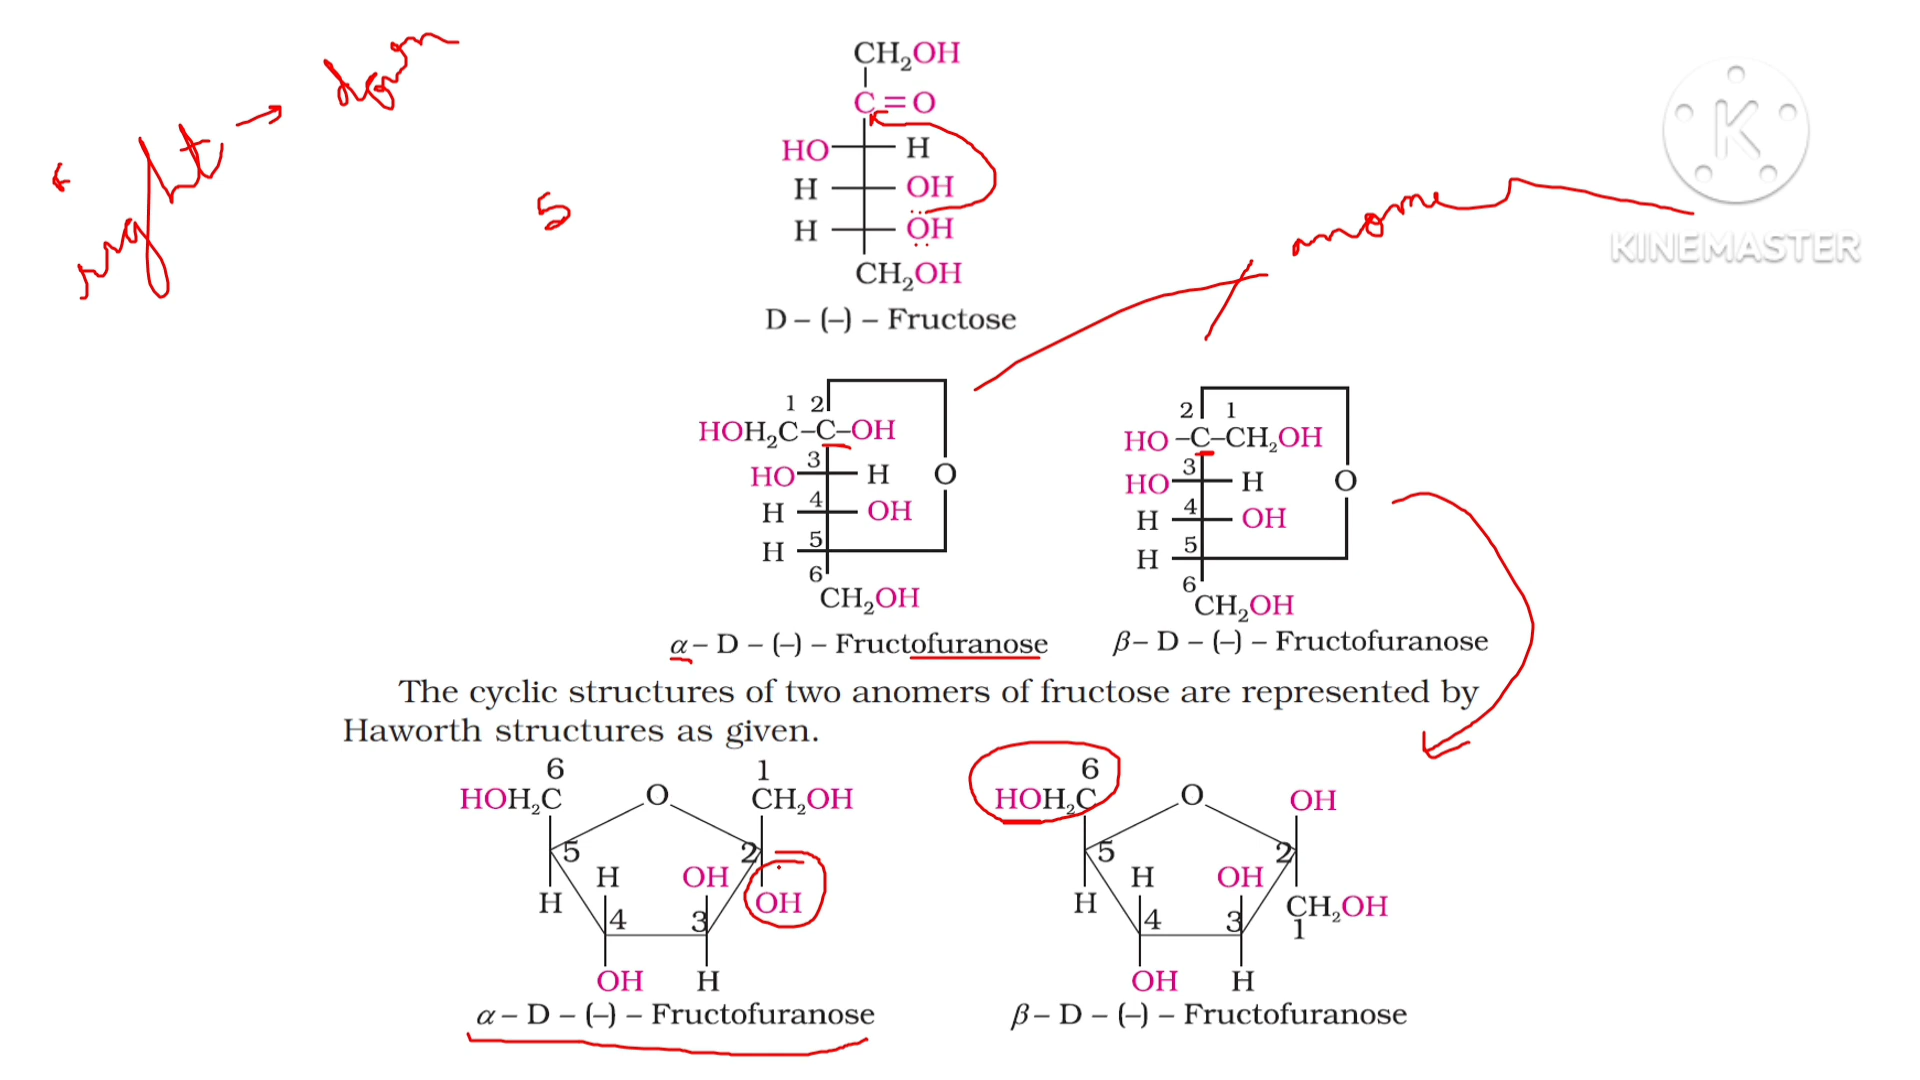 right → down
5
CH₂OH
C=O
HO H
H OH
H OH
CH₂OH
D – (–) – Fructose
KINEMASTER
1 2
HOH₂C–C–OH
3
HO H O
4
H OH
5
H
6
CH₂OH
α – D – (–) – Fructofuranose
2 1
HO –C–CH₂OH
3
HO H O
4
H OH
5
H
6
CH₂OH
β– D – (–) – Fructofuranose
The cyclic structures of two anomers of fructose are represented by
Haworth structures as given.
6 1
HOH₂C O CH₂OH
5 2
H OH
H 4 3 OH
OH H
α – D – (–) – Fructofuranose
6
HOH₂C O OH
5 2
H OH
H 4 3 CH₂OH
1
OH H
β– D – (–) – Fructofuranose